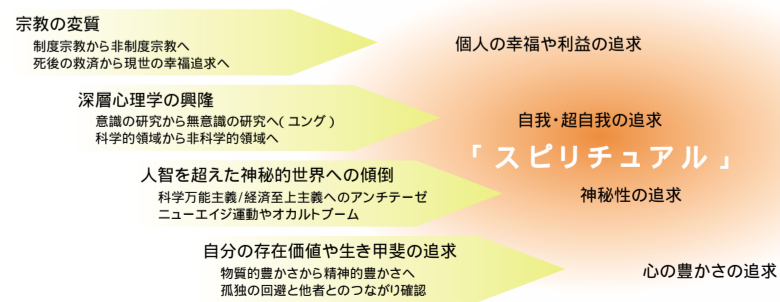 宗教の変質
制度宗教から非制度宗教へ
死後の救済から現世の幸福追求へ
個人の幸福や利益の追求
深層心理学の興隆
意識の研究から無意識の研究へ(ユング)
科学的領域から非科学的領域へ
自我・超自我の追求
「スピリチュアル」
人智を超えた神秘的世界への傾倒
科学万能主義/経済至上主義へのアンチテーゼ
ニューエイジ運動やオカルトブーム
神秘性の追求
自分の存在価値や生き甲斐の追求
物質的豊かさから精神的豊かさへ
孤独の回避と他者とのつながり確認
心の豊かさの追求